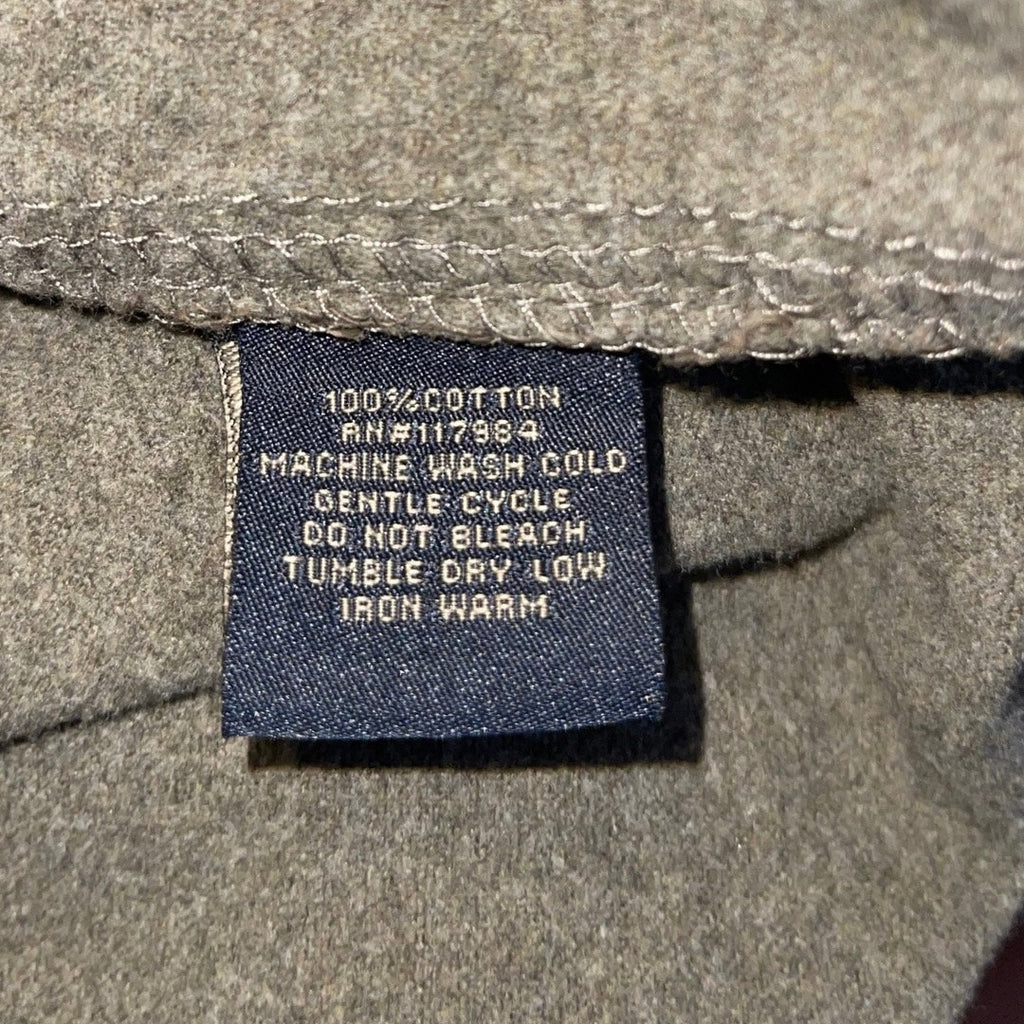 100%COTTON
RN#117984
MACHINE WASH COLD
GENTLE CYCLE
DO NOT BLEACH
TUMBLE DRY LOW
IRON WARM